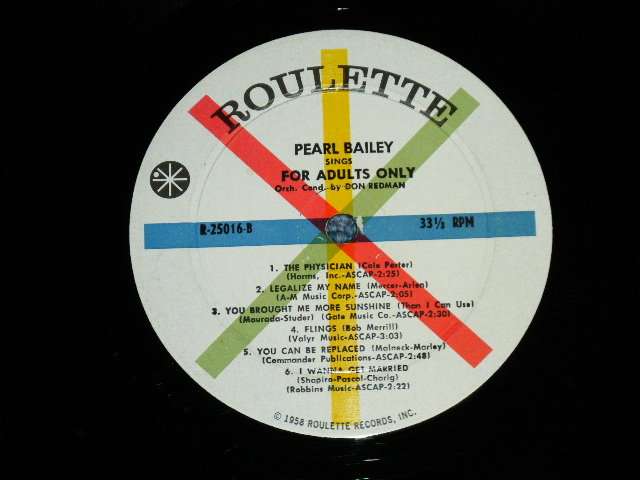 ROULETTE
PEARL BAILEY
SINGS
FOR ADULTS ONLY
Orch. Cond. by DON REDMAN
R-25016-B
33⅓ RPM
1. THE PHYSICIAN (Cole Porter)
(Harms, Inc.-ASCAP-2:25)
2. LEGALIZE MY NAME (Mercer-Arlen)
(A-M Music Corp.-ASCAP-2:05)
3. YOU BROUGHT ME MORE SUNSHINE (Than I Can Use)
(Maurada-Studer) (Gate Music Co.-ASCAP-2:30)
4. FLINGS (Bob Merrill)
(Valyr Music-ASCAP-3:03)
5. YOU CAN BE REPLACED (Malneck-Marley)
(Commander Publications-ASCAP-2:48)
6. I WANNA GET MARRIED
(Shapiro-Pascal-Charig)
(Robbins Music-ASCAP-2:22)
© 1958 ROULETTE RECORDS, INC.